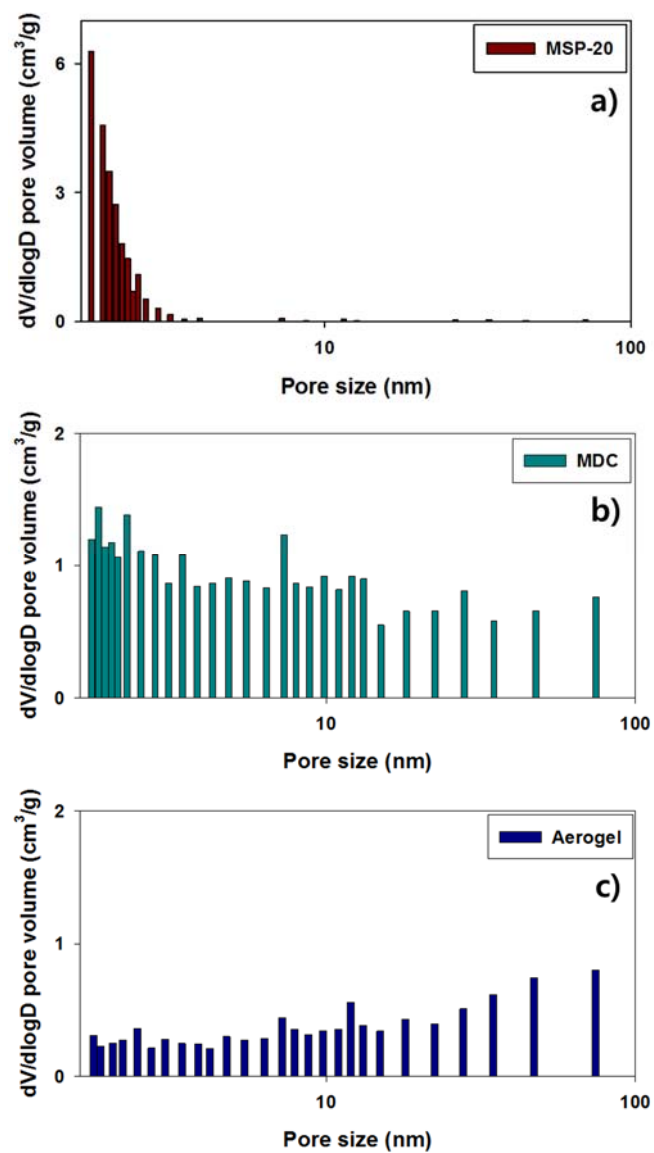 MSP-20
a)
dV/dlogD pore volume (cm³/g)
6
3
0
10
100
Pore size (nm)
MDC
b)
dV/dlogD pore volume (cm³/g)
2
1
0
10
100
Pore size (nm)
Aerogel
c)
dV/dlogD pore volume (cm³/g)
2
1
0
10
100
Pore size (nm)